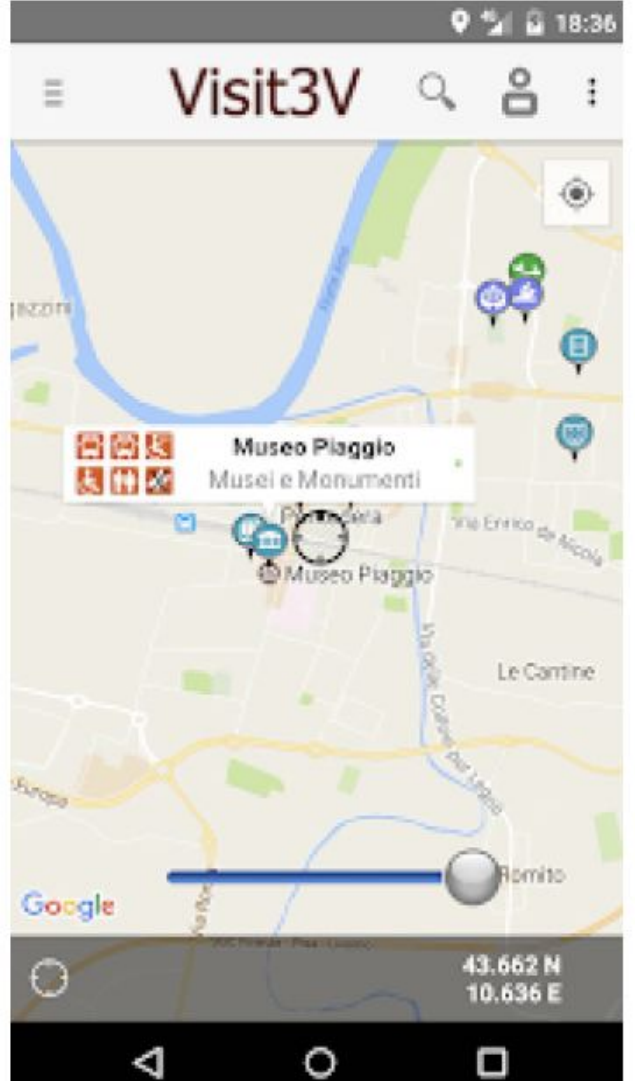 4G 18:36
Visit3V
Museo Piaggio
Musei e Monumenti
Via Enrico de Nicola
Museo Piaggio
Le Cantine
Romito
Google
43.662 N
10.636 E